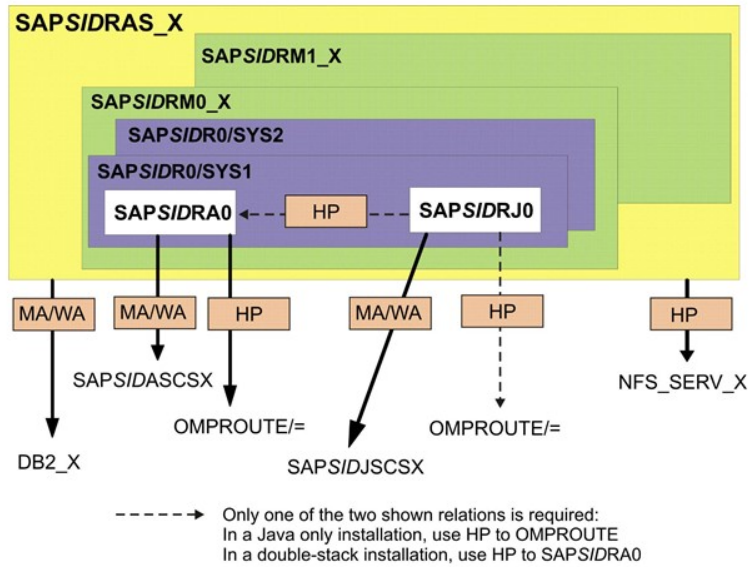 SAPSIDRAS_X
SAPSIDRM1_X
SAPSIDRM0_X
SAPSIDR0/SYS2
SAPSIDR0/SYS1
SAPSIDRA0
HP
SAPSIDRJ0
MA/WA
MA/WA
HP
MA/WA
HP
HP
SAPSIDASCSX
NFS_SERV_X
OMPROUTE/=
OMPROUTE/=
DB2_X
SAPSIDJSCSX
Only one of the two shown relations is required:
In a Java only installation, use HP to OMPROUTE
In a double-stack installation, use HP to SAPSIDRA0